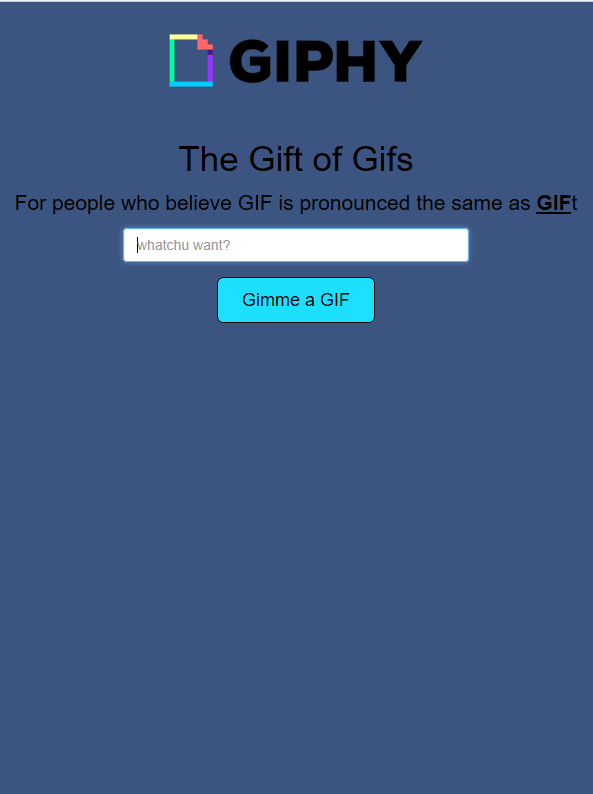 GIPHY
The Gift of Gifs
For people who believe GIF is pronounced the same as GIFt
whatchu want?
Gimme a GIF